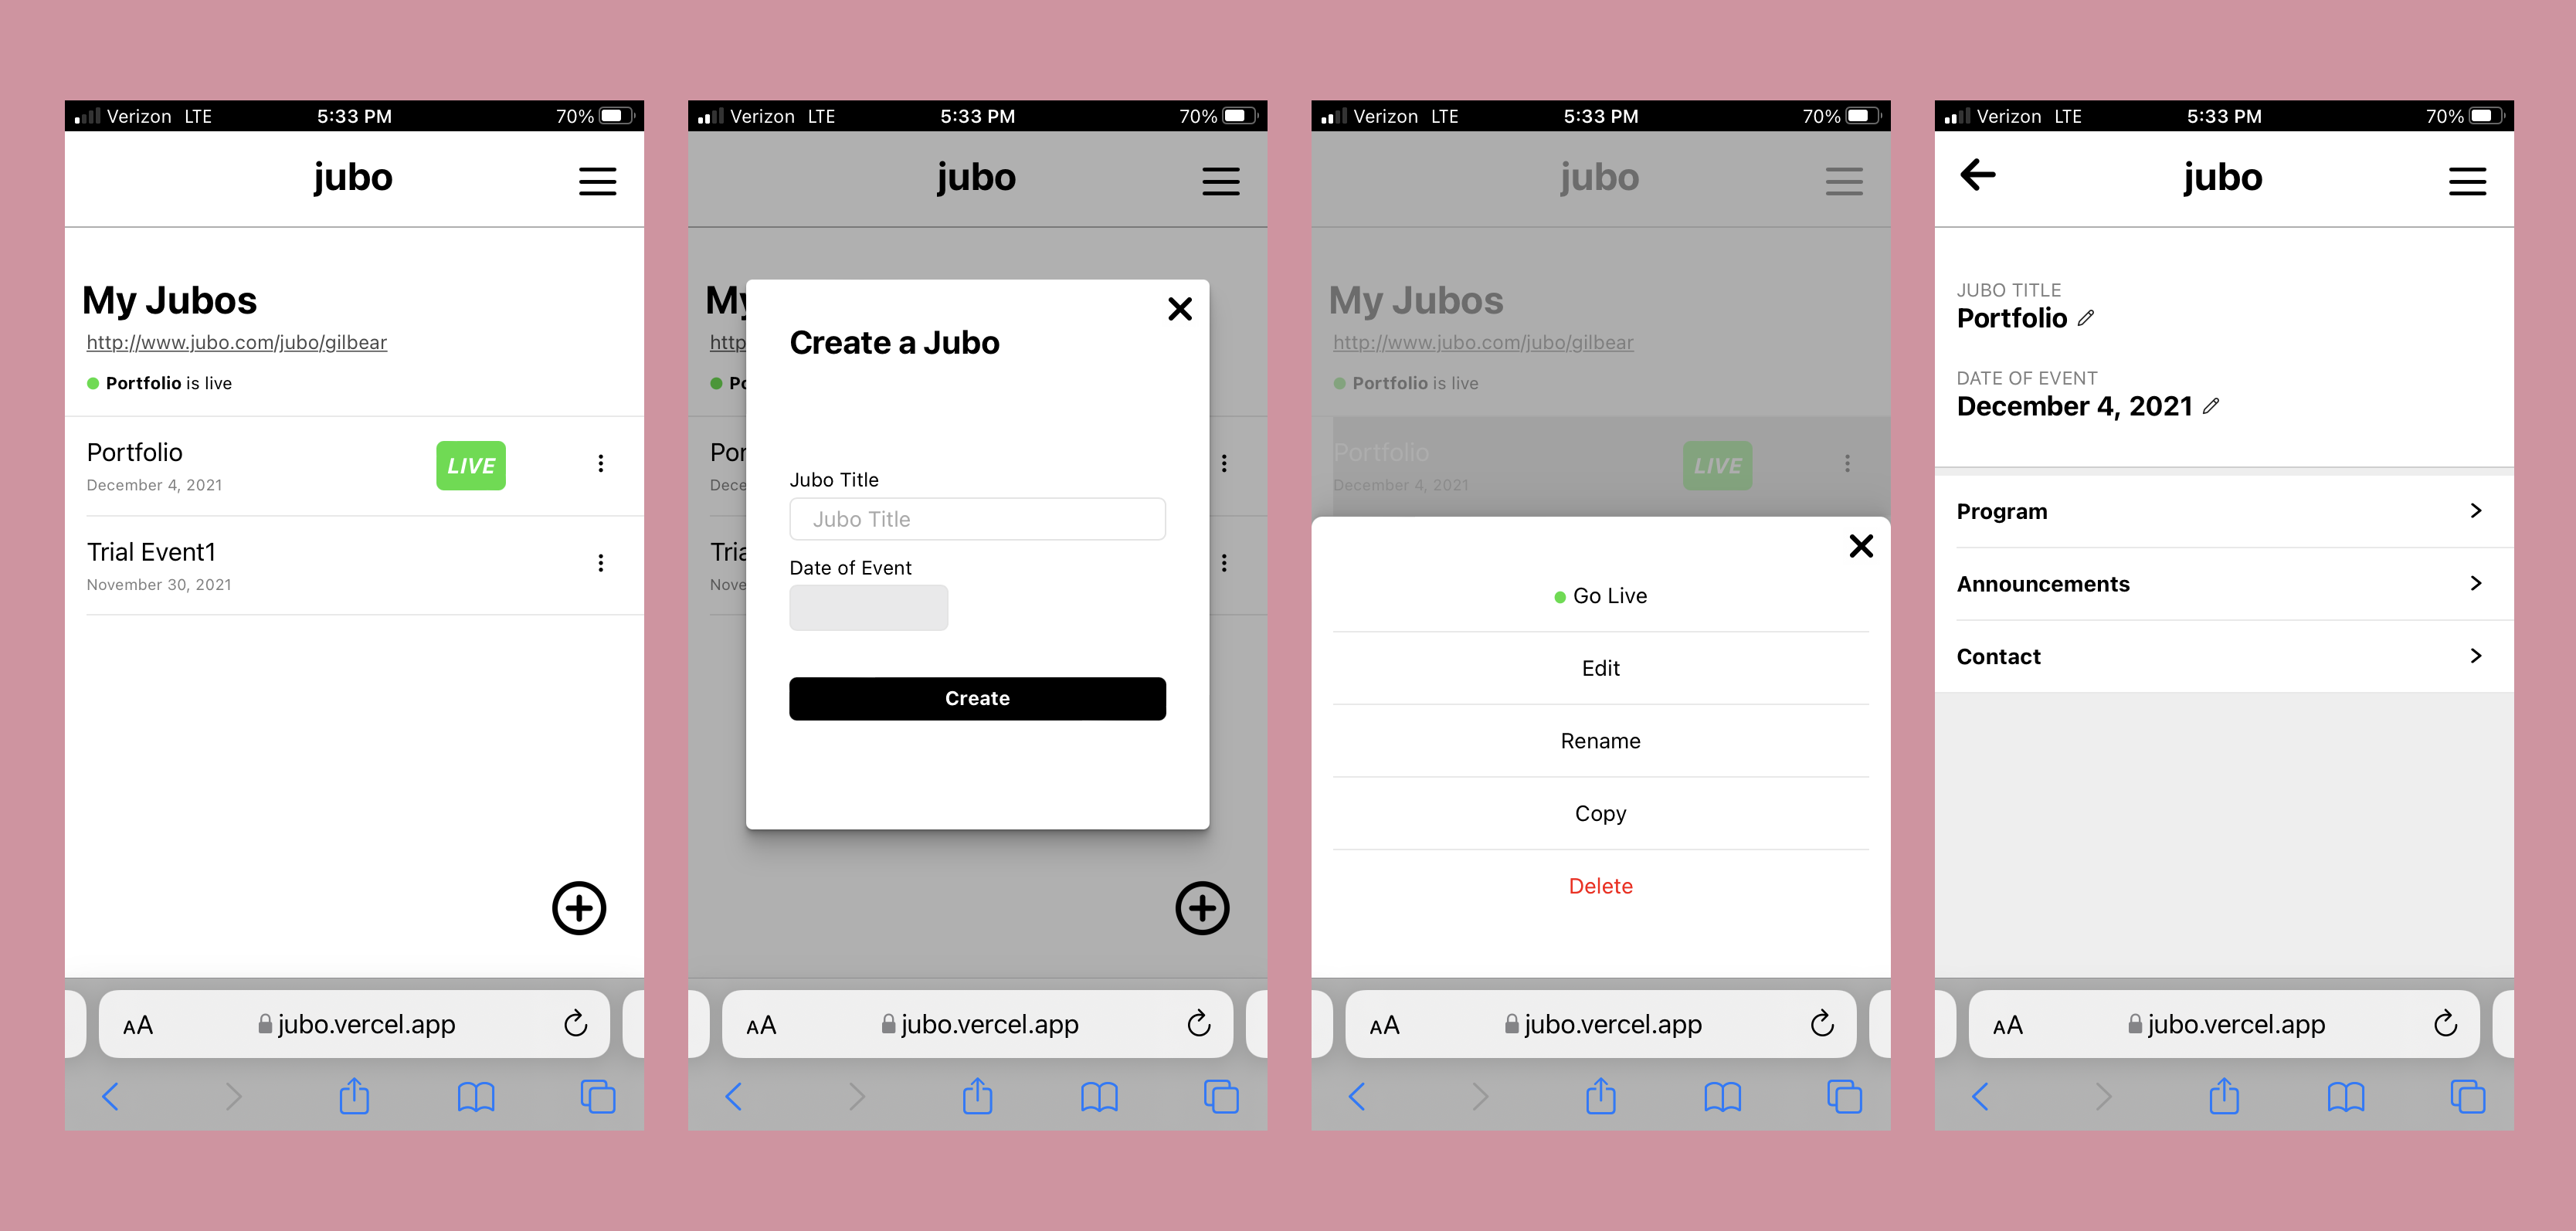 Verizon LTE 5:33 PM 70%
jubo
My Jubos
http://www.jubo.com/jubo/gilbear
Portfolio is live
Portfolio
LIVE
December 4, 2021
Trial Event1
November 30, 2021
AA jubo.vercel.app
Verizon LTE 5:33 PM 70%
jubo
My
http
Po
Por
Dece
Tria
Nove
Create a Jubo
Jubo Title
Jubo Title
Date of Event
Create
AA jubo.vercel.app
Verizon LTE 5:33 PM 70%
jubo
My Jubos
http://www.jubo.com/jubo/gilbear
Portfolio is live
Portfolio
LIVE
December 4, 2021
Go Live
Edit
Rename
Copy
Delete
AA jubo.vercel.app
Verizon LTE 5:33 PM 70%
jubo
JUBO TITLE
Portfolio
DATE OF EVENT
December 4, 2021
Program
Announcements
Contact
AA jubo.vercel.app